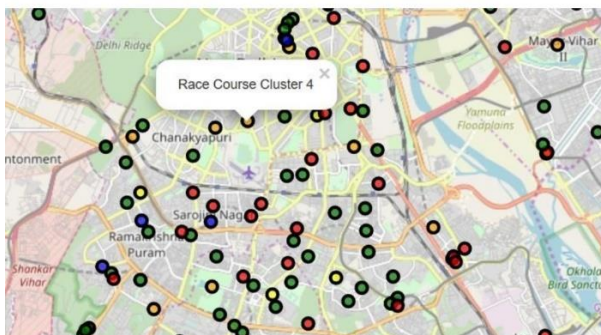 Delhi Ridge
Mayur Vihar
II
Race Course Cluster 4
×
Yamuna
Floodplains
Chanakyapuri
ntonment
Sarojini Nagar
Ramakrishna
Puram
Shankar
Vihar
Okhla
Bird Sanctu